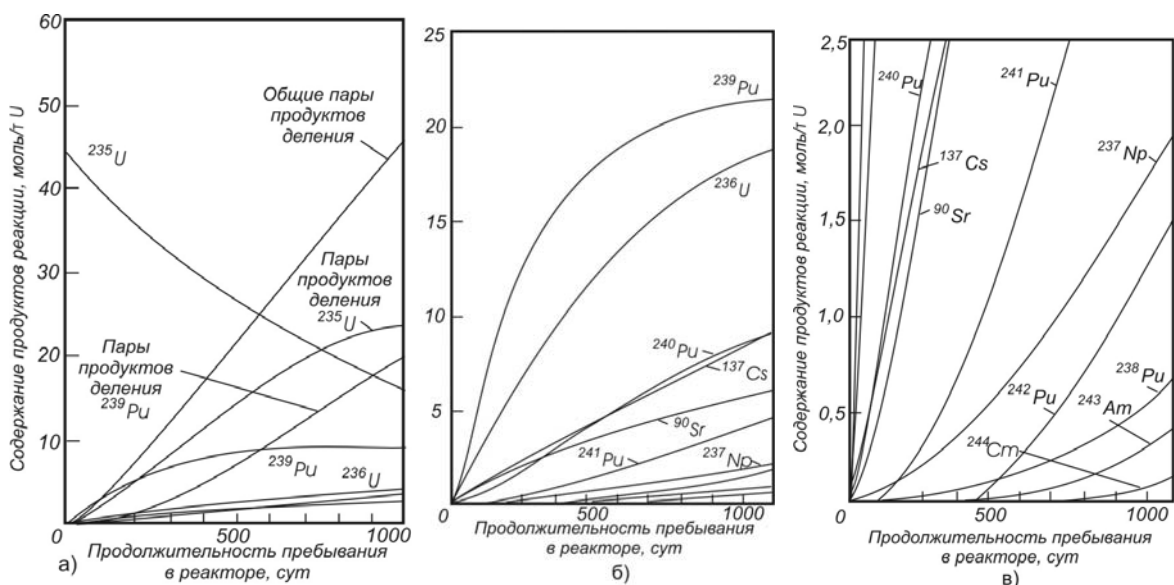 Содержание продуктов реакции, моль/т U
60
50
40
30
20
10
0
500
1000
Общие пары
продуктов
деления
²³⁵U
Пары
продуктов
деления
²³⁵U
Пары
продуктов
деления
²³⁹Pu
²³⁹Pu
²³⁶U
Продолжительность пребывания
в реакторе, сут
а)
25
20
15
10
5
0
500
1000
²³⁹Pu
²³⁶U
²⁴⁰Pu
¹³⁷Cs
⁹⁰Sr
²⁴¹Pu
²³⁷Np
Продолжительность пребывания
в реакторе, сут
б)
Содержание продуктов реакции, моль/т U
2,5
2,0
1,5
1,0
0,5
0
500
1000
²⁴⁰Pu
²⁴¹Pu
¹³⁷Cs
²³⁷Np
⁹⁰Sr
²⁴²Pu
²³⁸Pu
²⁴³Am
²⁴⁴Cm
Продолжительность пребывания
в реакторе, сут
в)